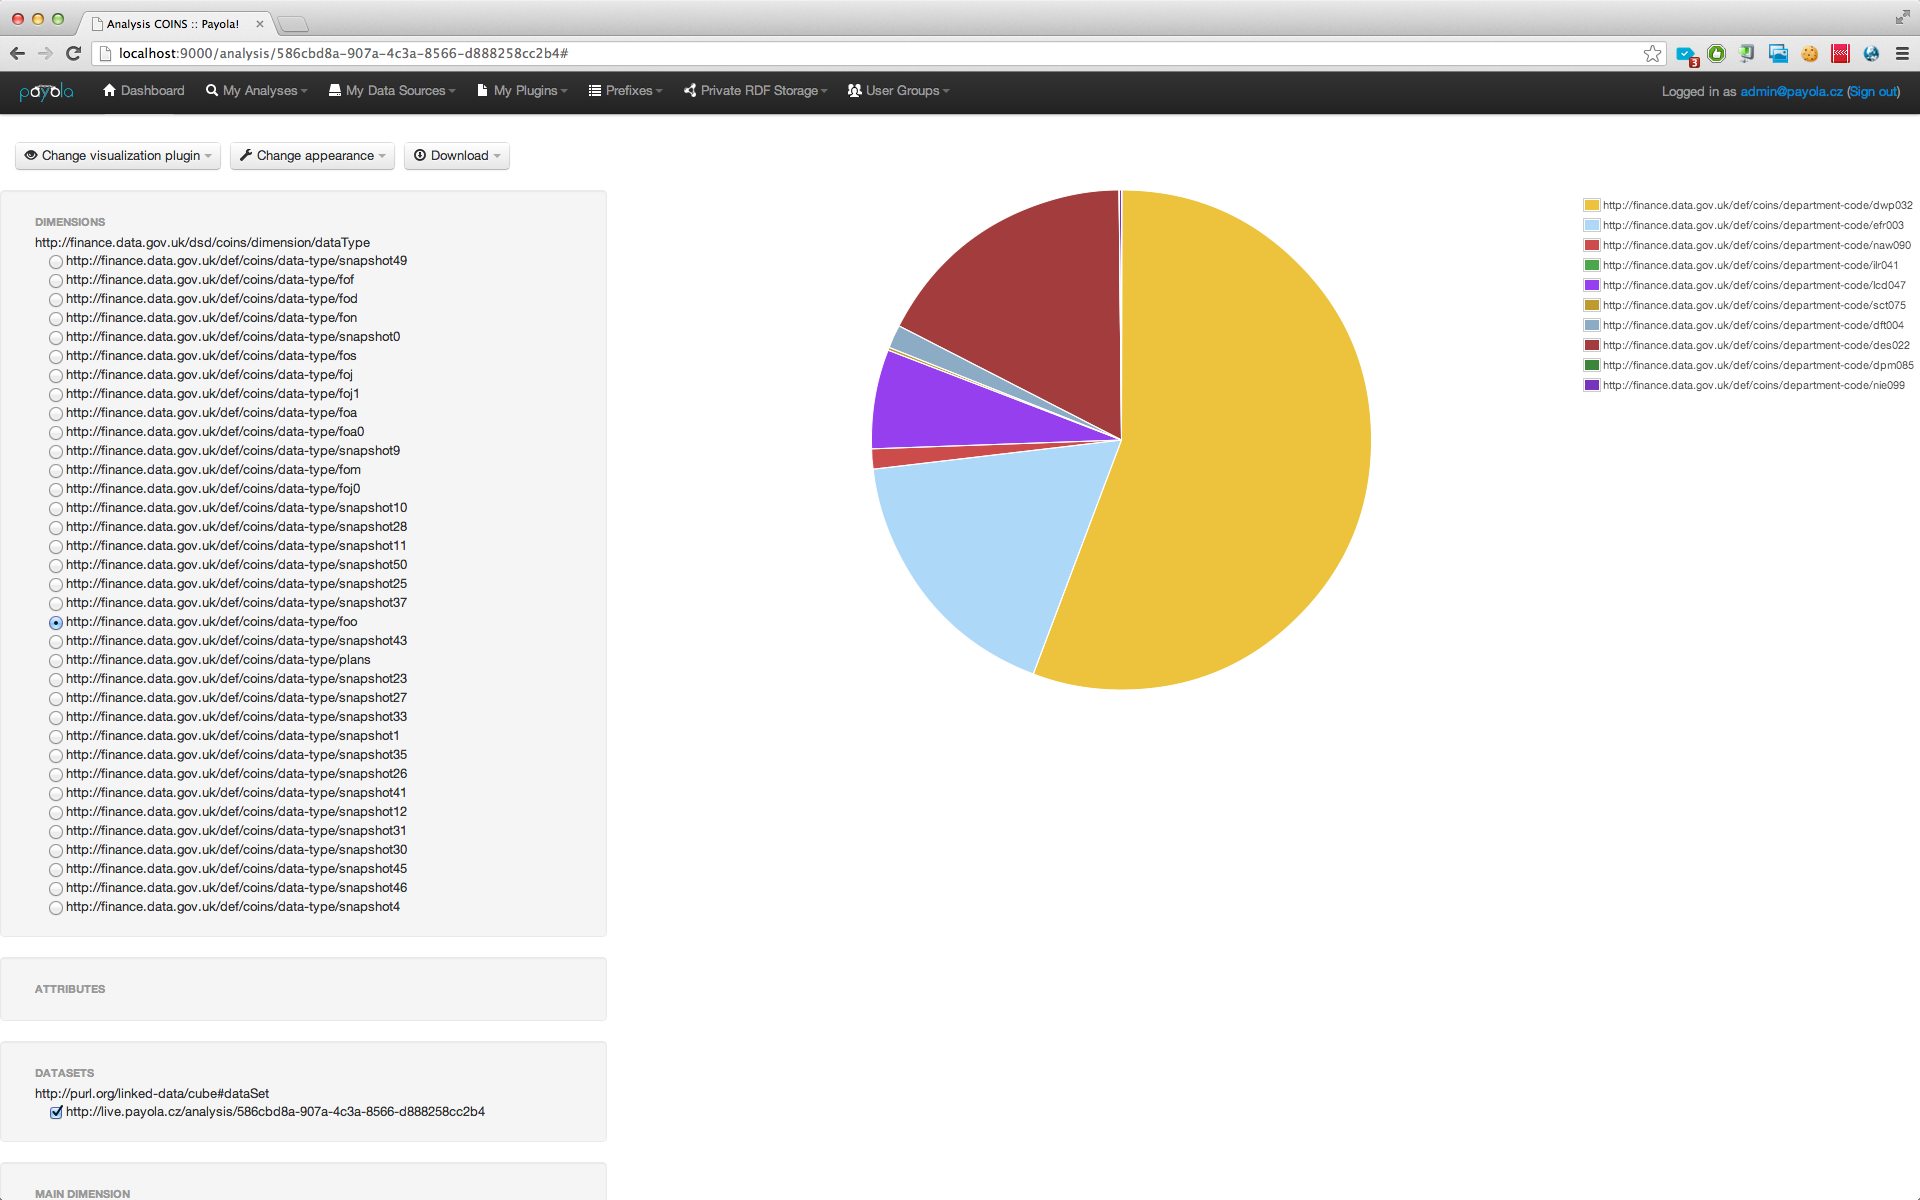 Analysis COINS :: Payola!
localhost:9000/analysis/586cbd8a-907a-4c3a-8566-d888258cc2b4#
3
payola Dashboard My Analyses My Data Sources My Plugins Prefixes Private RDF Storage User Groups Logged in as admin@payola.cz (Sign out)
Change visualization plugin Change appearance Download
DIMENSIONS
http://finance.data.gov.uk/dsd/coins/dimension/dataType
http://finance.data.gov.uk/def/coins/data-type/snapshot49
http://finance.data.gov.uk/def/coins/data-type/fof
http://finance.data.gov.uk/def/coins/data-type/fod
http://finance.data.gov.uk/def/coins/data-type/fon
http://finance.data.gov.uk/def/coins/data-type/snapshot0
http://finance.data.gov.uk/def/coins/data-type/fos
http://finance.data.gov.uk/def/coins/data-type/foj
http://finance.data.gov.uk/def/coins/data-type/foj1
http://finance.data.gov.uk/def/coins/data-type/foa
http://finance.data.gov.uk/def/coins/data-type/foa0
http://finance.data.gov.uk/def/coins/data-type/snapshot9
http://finance.data.gov.uk/def/coins/data-type/fom
http://finance.data.gov.uk/def/coins/data-type/foj0
http://finance.data.gov.uk/def/coins/data-type/snapshot10
http://finance.data.gov.uk/def/coins/data-type/snapshot28
http://finance.data.gov.uk/def/coins/data-type/snapshot11
http://finance.data.gov.uk/def/coins/data-type/snapshot50
http://finance.data.gov.uk/def/coins/data-type/snapshot25
http://finance.data.gov.uk/def/coins/data-type/snapshot37
http://finance.data.gov.uk/def/coins/data-type/foo
http://finance.data.gov.uk/def/coins/data-type/snapshot43
http://finance.data.gov.uk/def/coins/data-type/plans
http://finance.data.gov.uk/def/coins/data-type/snapshot23
http://finance.data.gov.uk/def/coins/data-type/snapshot27
http://finance.data.gov.uk/def/coins/data-type/snapshot33
http://finance.data.gov.uk/def/coins/data-type/snapshot1
http://finance.data.gov.uk/def/coins/data-type/snapshot35
http://finance.data.gov.uk/def/coins/data-type/snapshot26
http://finance.data.gov.uk/def/coins/data-type/snapshot41
http://finance.data.gov.uk/def/coins/data-type/snapshot12
http://finance.data.gov.uk/def/coins/data-type/snapshot31
http://finance.data.gov.uk/def/coins/data-type/snapshot30
http://finance.data.gov.uk/def/coins/data-type/snapshot45
http://finance.data.gov.uk/def/coins/data-type/snapshot46
http://finance.data.gov.uk/def/coins/data-type/snapshot4
ATTRIBUTES
DATASETS
http://purl.org/linked-data/cube#dataSet
http://live.payola.cz/analysis/586cbd8a-907a-4c3a-8566-d888258cc2b4
MAIN DIMENSION
http://finance.data.gov.uk/def/coins/department-code/dwp032
http://finance.data.gov.uk/def/coins/department-code/efr003
http://finance.data.gov.uk/def/coins/department-code/naw090
http://finance.data.gov.uk/def/coins/department-code/ilr041
http://finance.data.gov.uk/def/coins/department-code/lcd047
http://finance.data.gov.uk/def/coins/department-code/sct075
http://finance.data.gov.uk/def/coins/department-code/dft004
http://finance.data.gov.uk/def/coins/department-code/des022
http://finance.data.gov.uk/def/coins/department-code/dpm085
http://finance.data.gov.uk/def/coins/department-code/nie099